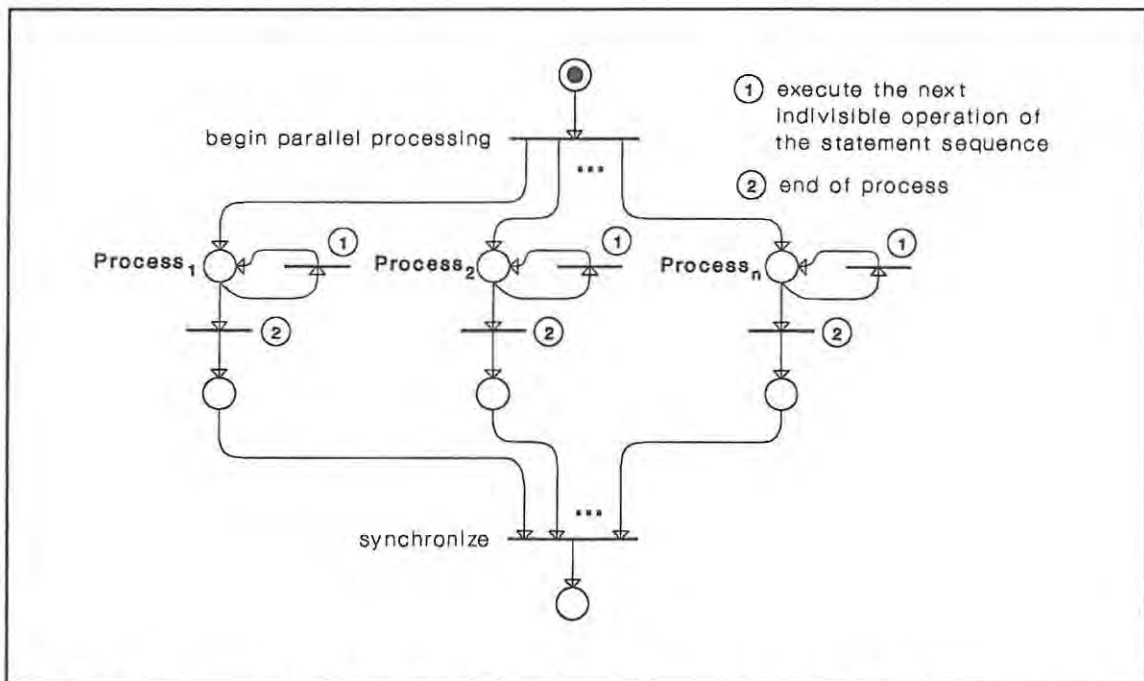 ① execute the next
indivisible operation of
the statement sequence
begin parallel processing
...
② end of process
Process₁
①
Process₂
①
Processₙ
①
②
②
②
...
synchronize